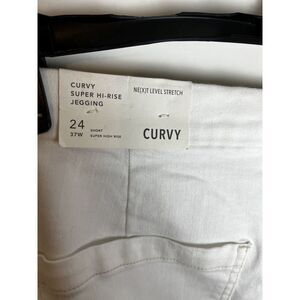 CURVY
SUPER HI-RISE
JEGGING
24
37W
SHORT
SUPER HIGH RISE
NE(X)T LEVEL STRETCH
CURVY